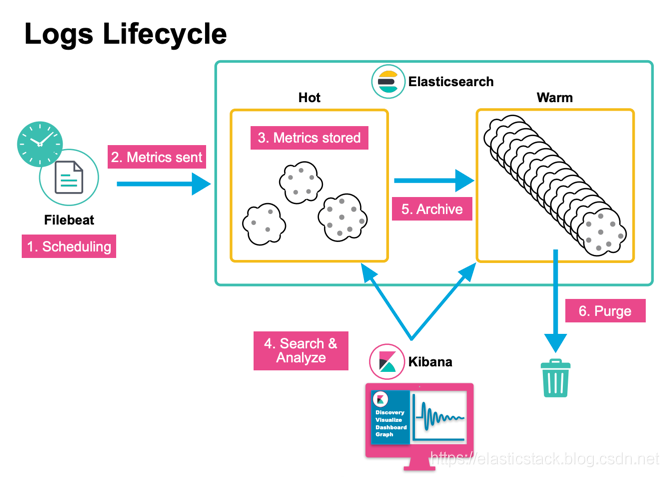 Logs Lifecycle
Elasticsearch
Hot
Warm
2. Metrics sent
3. Metrics stored
Filebeat
1. Scheduling
5. Archive
6. Purge
4. Search &
Analyze
Kibana
Discovery
Visualize
Dashboard
Graph
https://elasticstack.blog.csdn.net